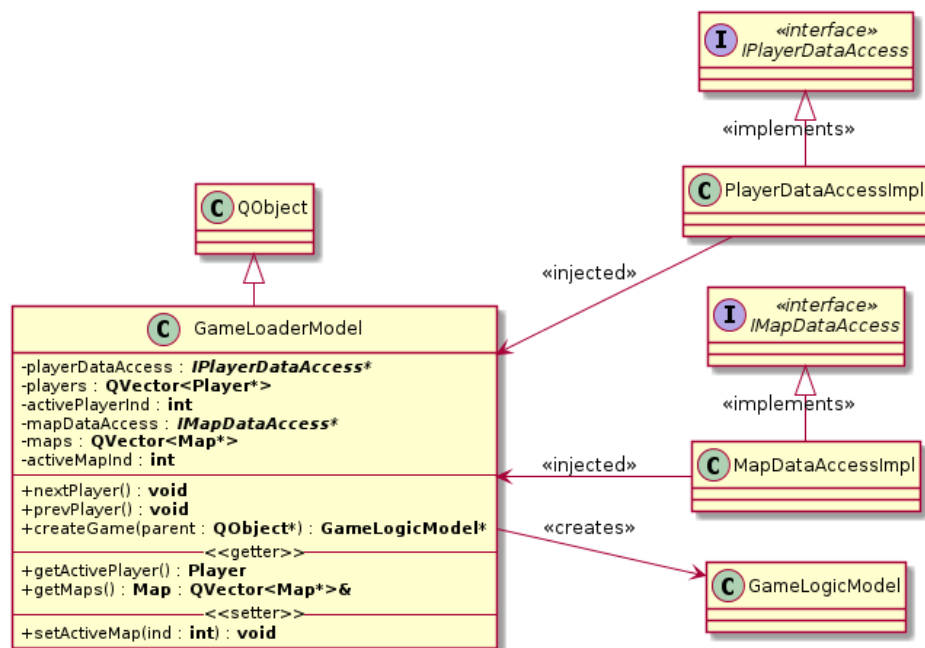 I
«interface»
IPlayerDataAccess
«implements»
C PlayerDataAccessImpl
C QObject
«injected»
I
«interface»
IMapDataAccess
C GameLoaderModel
-playerDataAccess : IPlayerDataAccess*
-players : QVector<Player*>
-activePlayerInd : int
-mapDataAccess : IMapDataAccess*
-maps : QVector<Map*>
-activeMapInd : int
+nextPlayer() : void
+prevPlayer() : void
+createGame(parent : QObject*) : GameLogicModel*
<<getter>>
+getActivePlayer() : Player
+getMaps() : Map : QVector<Map*>&
<<setter>>
+setActiveMap(ind : int) : void
«implements»
«injected»
C MapDataAccessImpl
«creates»
C GameLogicModel